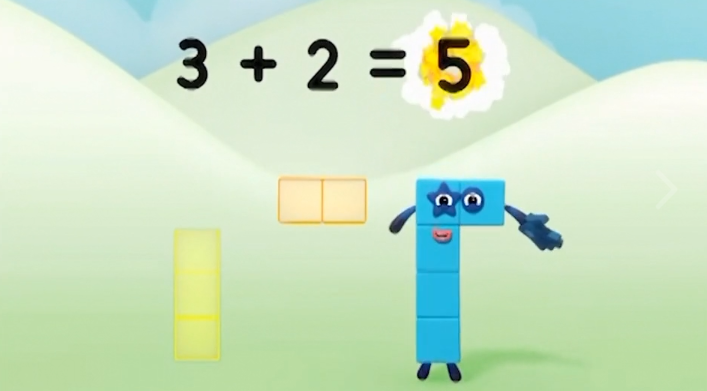 3 + 2 = 5